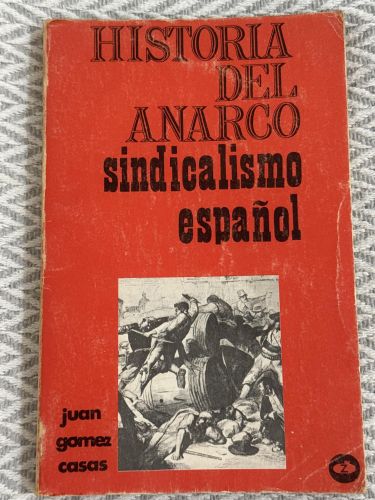 HISTORIA
DEL
ANARCO
sindicalismo
español
juan
gomez
casas
Z